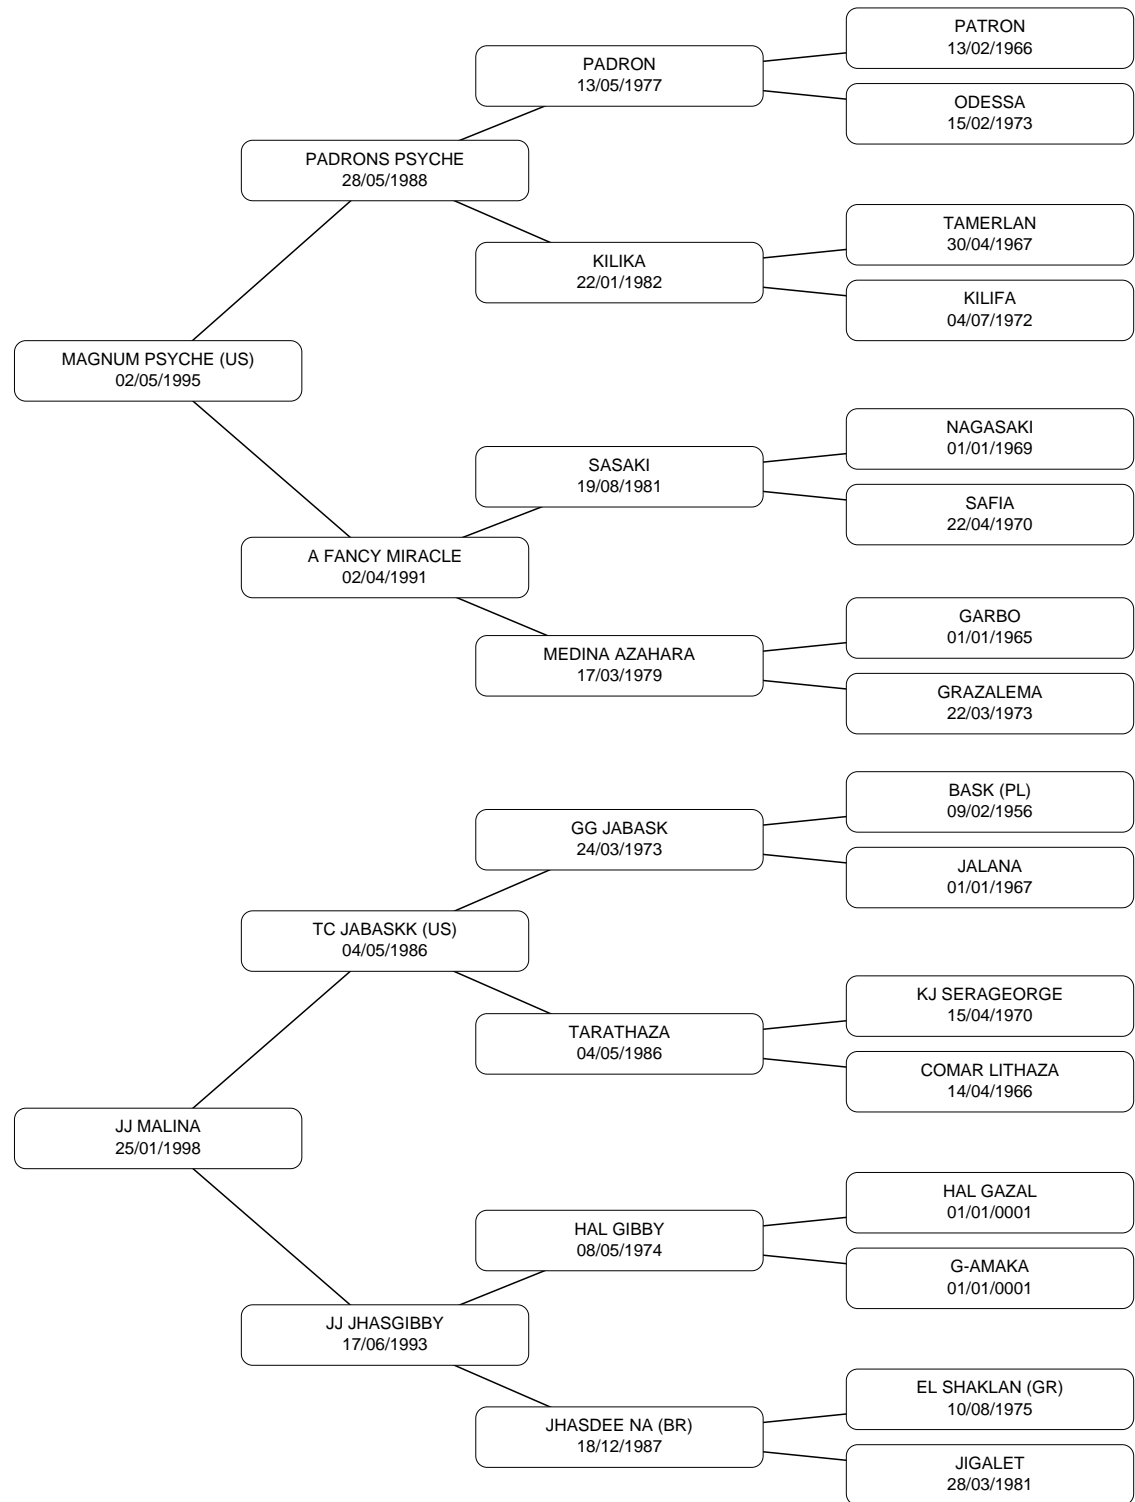 PATRON
13/02/1966
PADRON
13/05/1977
ODESSA
15/02/1973
PADRONS PSYCHE
28/05/1988
TAMERLAN
30/04/1967
KILIKA
22/01/1982
KILIFA
04/07/1972
MAGNUM PSYCHE (US)
02/05/1995
NAGASAKI
01/01/1969
SASAKI
19/08/1981
SAFIA
22/04/1970
A FANCY MIRACLE
02/04/1991
GARBO
01/01/1965
MEDINA AZAHARA
17/03/1979
GRAZALEMA
22/03/1973
BASK (PL)
09/02/1956
GG JABASK
24/03/1973
JALANA
01/01/1967
TC JABASKK (US)
04/05/1986
KJ SERAGEORGE
15/04/1970
TARATHAZA
04/05/1986
COMAR LITHAZA
14/04/1966
JJ MALINA
25/01/1998
HAL GAZAL
01/01/0001
HAL GIBBY
08/05/1974
G-AMAKA
01/01/0001
JJ JHASGIBBY
17/06/1993
EL SHAKLAN (GR)
10/08/1975
JHASDEE NA (BR)
18/12/1987
JIGALET
28/03/1981